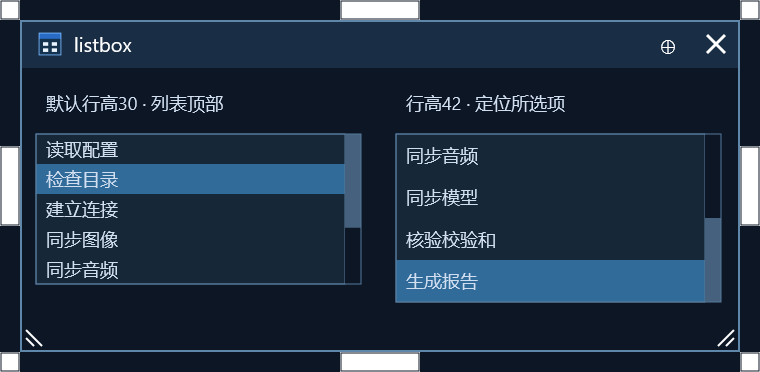 listbox
默认行高30 · 列表顶部
读取配置
检查目录
建立连接
同步图像
同步音频
行高42 · 定位所选项
同步音频
同步模型
核验校验和
生成报告